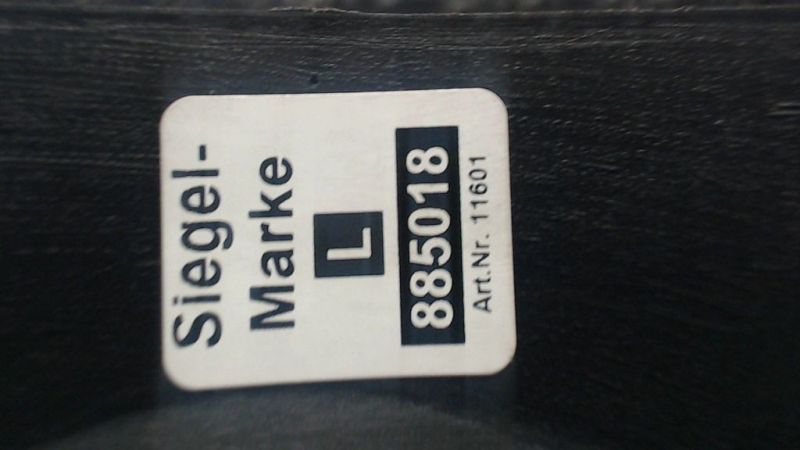 Siegel-
Marke
L
885018
Art.Nr. 11601